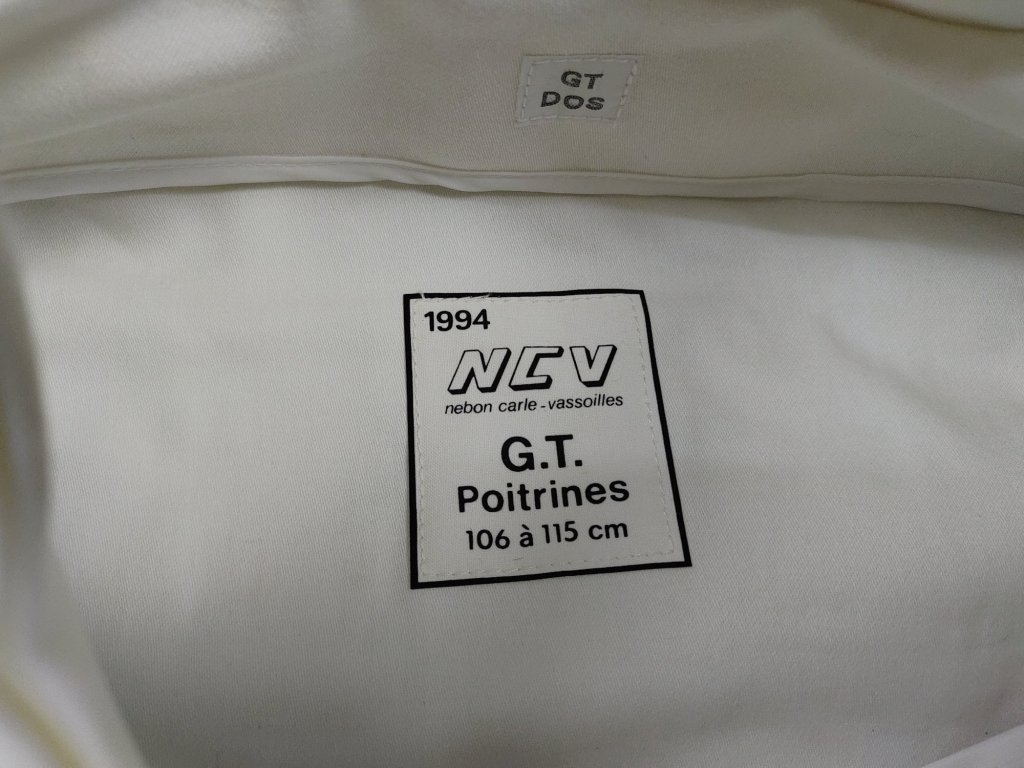 GT
DOS
1994
NCV
nebon carle-vassoilles
G.T.
Poitrines
106 à 115 cm